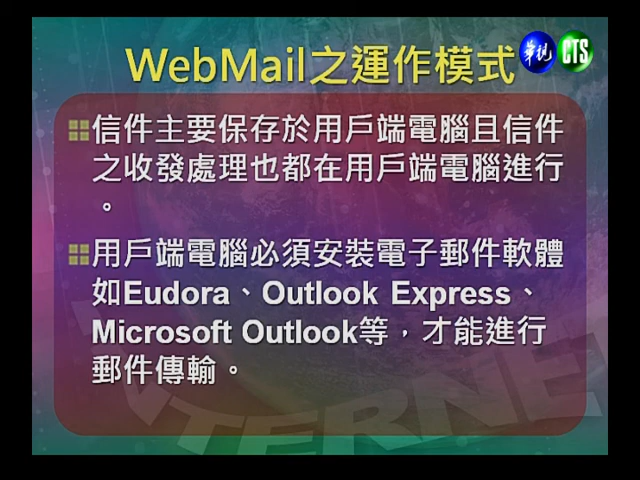 WebMail之運作模式
華視 CTS
信件主要保存於用戶端電腦且信件
之收發處理也都在用戶端電腦進行
。
用戶端電腦必須安裝電子郵件軟體
如Eudora、Outlook Express、
Microsoft Outlook等，才能進行
郵件傳輸。
INTERNE